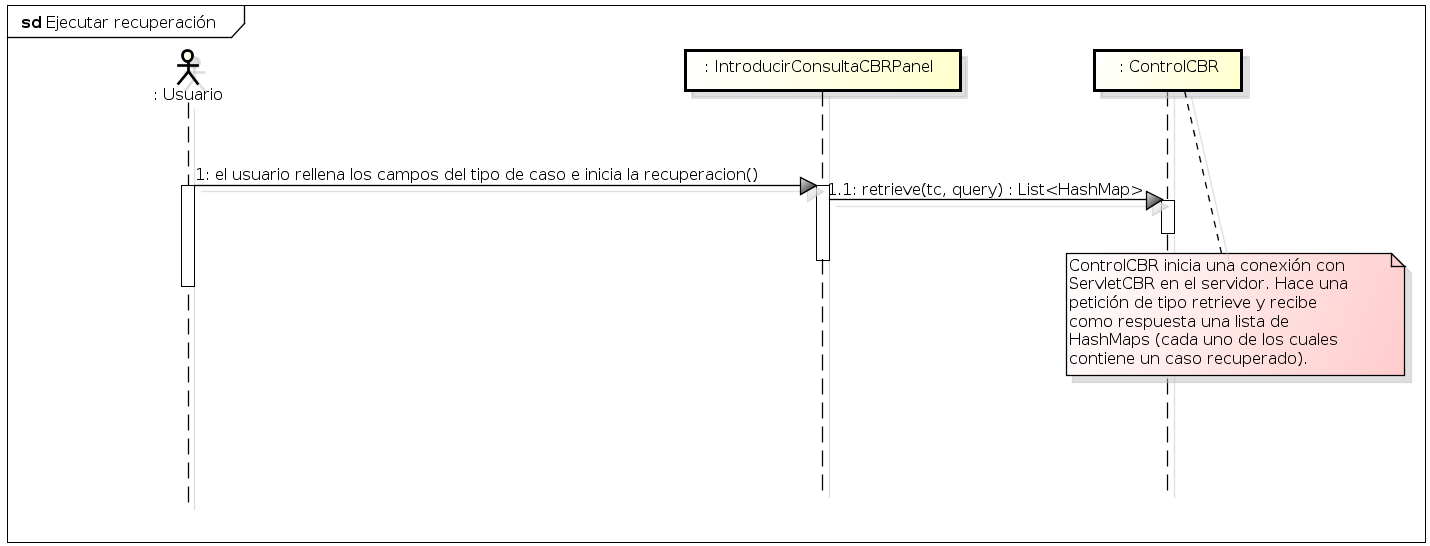 sd Ejecutar recuperación
: Usuario
: IntroducirConsultaCBRPanel
: ControlCBR
1: el usuario rellena los campos del tipo de caso e inicia la recuperacion()
1.1: retrieve(tc, query) : List<HashMap>
ControlCBR inicia una conexión con
ServletCBR en el servidor. Hace una
petición de tipo retrieve y recibe
como respuesta una lista de
HashMaps (cada uno de los cuales
contiene un caso recuperado).